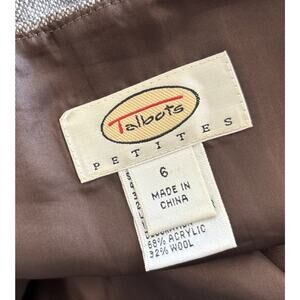 Talbots
PETITES
6
MADE IN
CHINA
68% ACRYLIC
32% WOOL